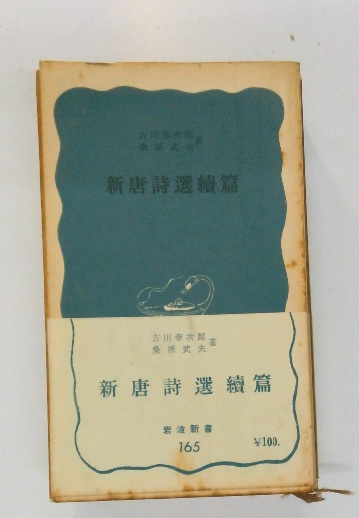 吉川幸次郎
桑原武夫 著
新唐詩選續篇
吉川幸次郎
桑原武夫 著
新唐詩選續篇
岩波新書
165
¥100.